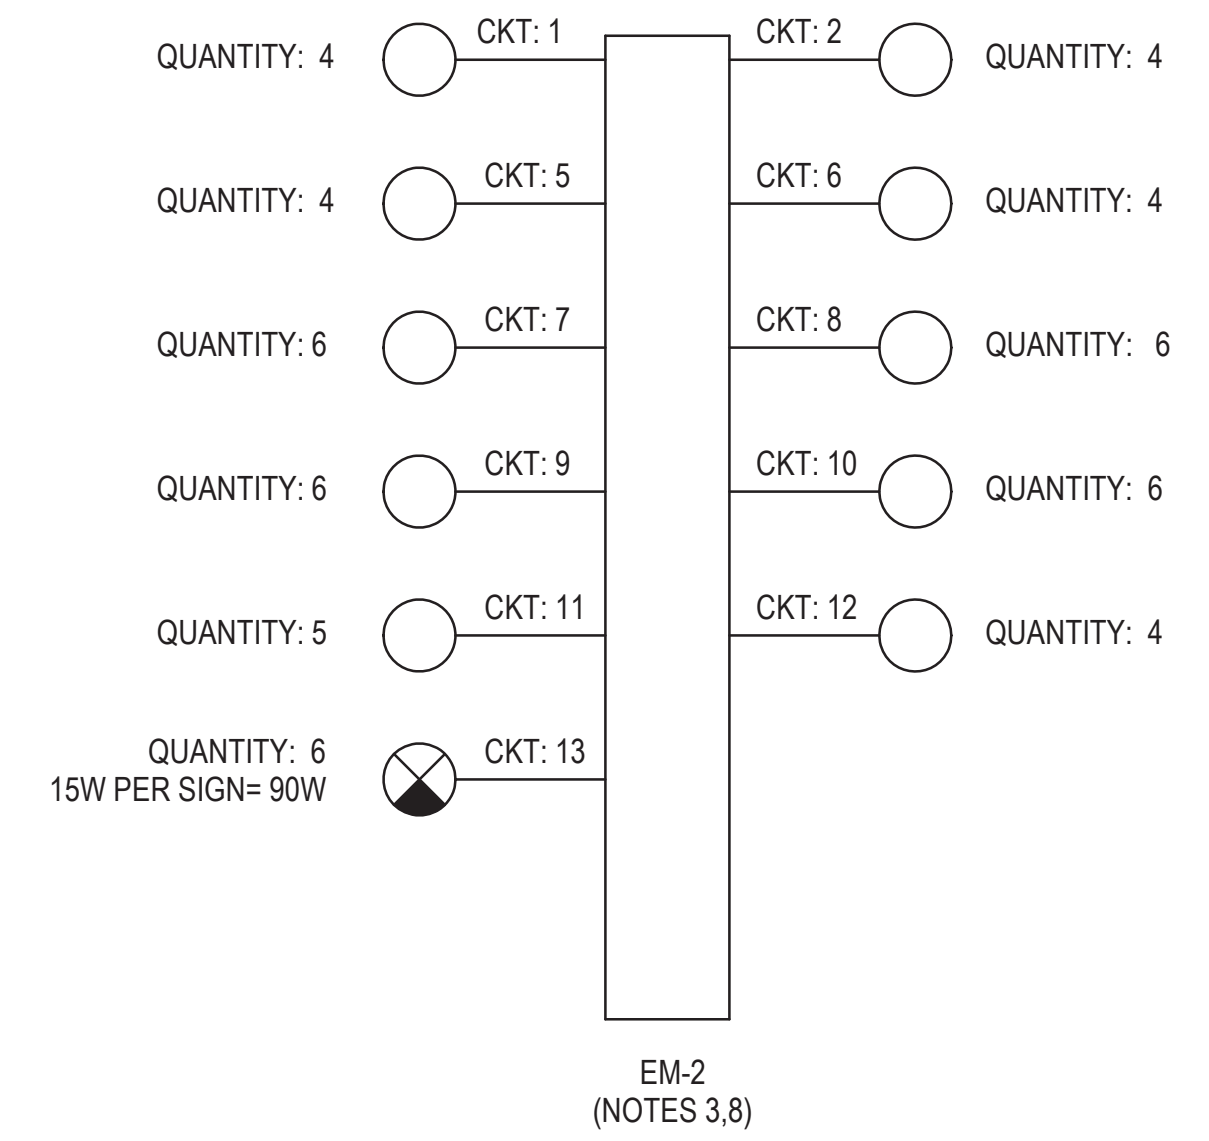 QUANTITY: 4
CKT: 1
CKT: 2
QUANTITY: 4
QUANTITY: 4
CKT: 5
CKT: 6
QUANTITY: 4
QUANTITY: 6
CKT: 7
CKT: 8
QUANTITY: 6
QUANTITY: 6
CKT: 9
CKT: 10
QUANTITY: 6
QUANTITY: 5
CKT: 11
CKT: 12
QUANTITY: 4
QUANTITY: 6
15W PER SIGN= 90W
CKT: 13
EM-2
(NOTES 3,8)